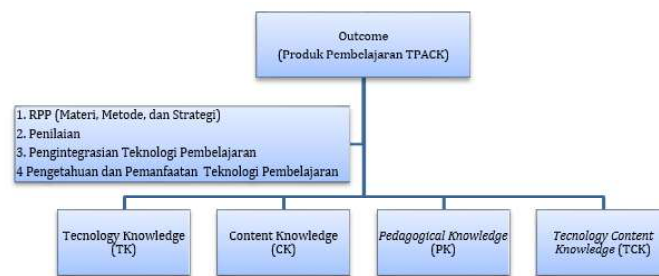 Outcome
(Produk Pembelajaran TPACK)
1. RPP (Materi, Metode, dan Strategi)
2. Penilaian
3. Pengintegrasian Teknologi Pembelajaran
4 Pengetahuan dan Pemanfaatan Teknologi Pembelajaran
Tecnology Knowledge
(TK)
Content Knowledge
(CK)
Pedagogical Knowledge
(PK)
Tecnology Content
Knowledge (TCK)